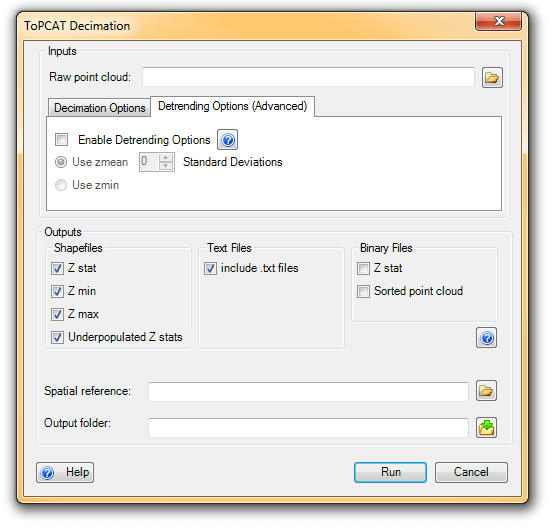 ToPCAT Decimation
Inputs
Raw point cloud:
Decimation Options
Detrending Options (Advanced)
Enable Detrending Options
Use zmean
0
Standard Deviations
Use zmin
Outputs
Shapefiles
Text Files
Binary Files
Z stat
include .txt files
Z stat
Z min
Sorted point cloud
Z max
Underpopulated Z stats
Spatial reference:
Output folder:
Help
Run
Cancel